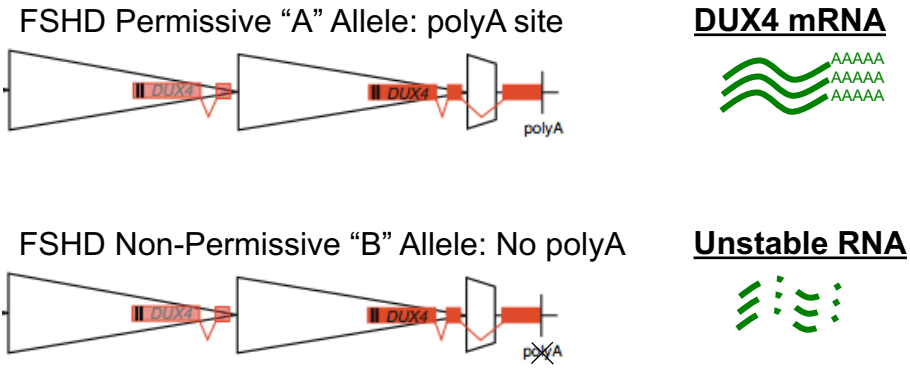 FSHD Permissive “A” Allele: polyA site
DUX4 mRNA
AAAAA
AAAAA
AAAAA
DUX4
DUX4
polyA
FSHD Non-Permissive “B” Allele: No polyA
Unstable RNA
DUX4
DUX4
polyA